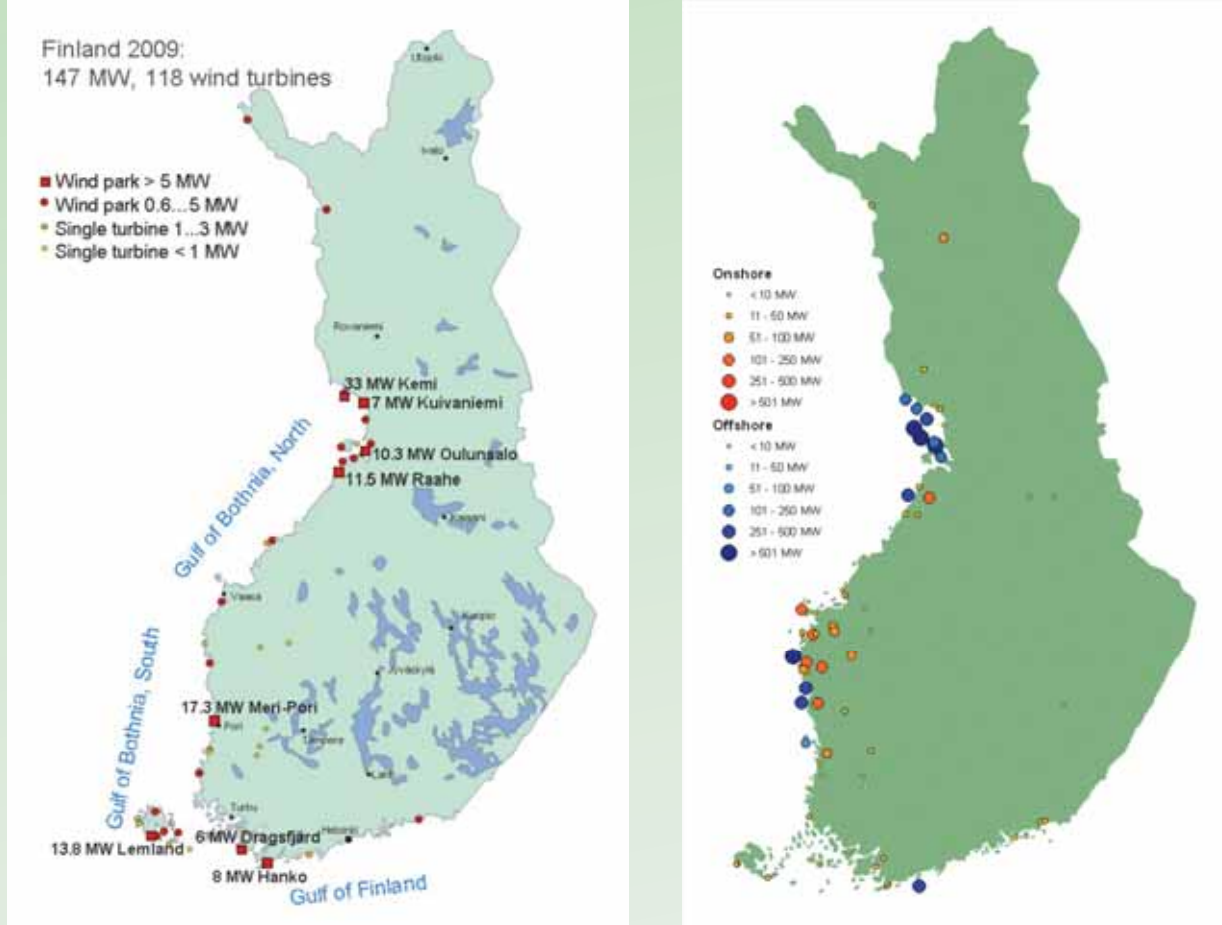 Finland 2009:
147 MW, 118 wind turbines
Wind park > 5 MW
Wind park 0.6...5 MW
Single turbine 1...3 MW
Single turbine < 1 MW
Utsjoki
Ivalo
Rovaniemi
33 MW Kemi
7 MW Kuivaniemi
10.3 MW Oulunsalo
11.5 MW Raahe
Kajaani
Gulf of Bothnia, North
Vaasa
Kuopio
Jyväskylä
Gulf of Bothnia, South
17.3 MW Meri-Pori
Pori
Tampere
Lahti
Turku
Helsinki
6 MW Dragsfjärd
13.8 MW Lemland
8 MW Hanko
Gulf of Finland
Onshore
< 10 MW
11 - 50 MW
51 - 100 MW
101 - 250 MW
251 - 500 MW
> 501 MW
Offshore
< 10 MW
11 - 50 MW
51 - 100 MW
101 - 250 MW
251 - 500 MW
> 501 MW